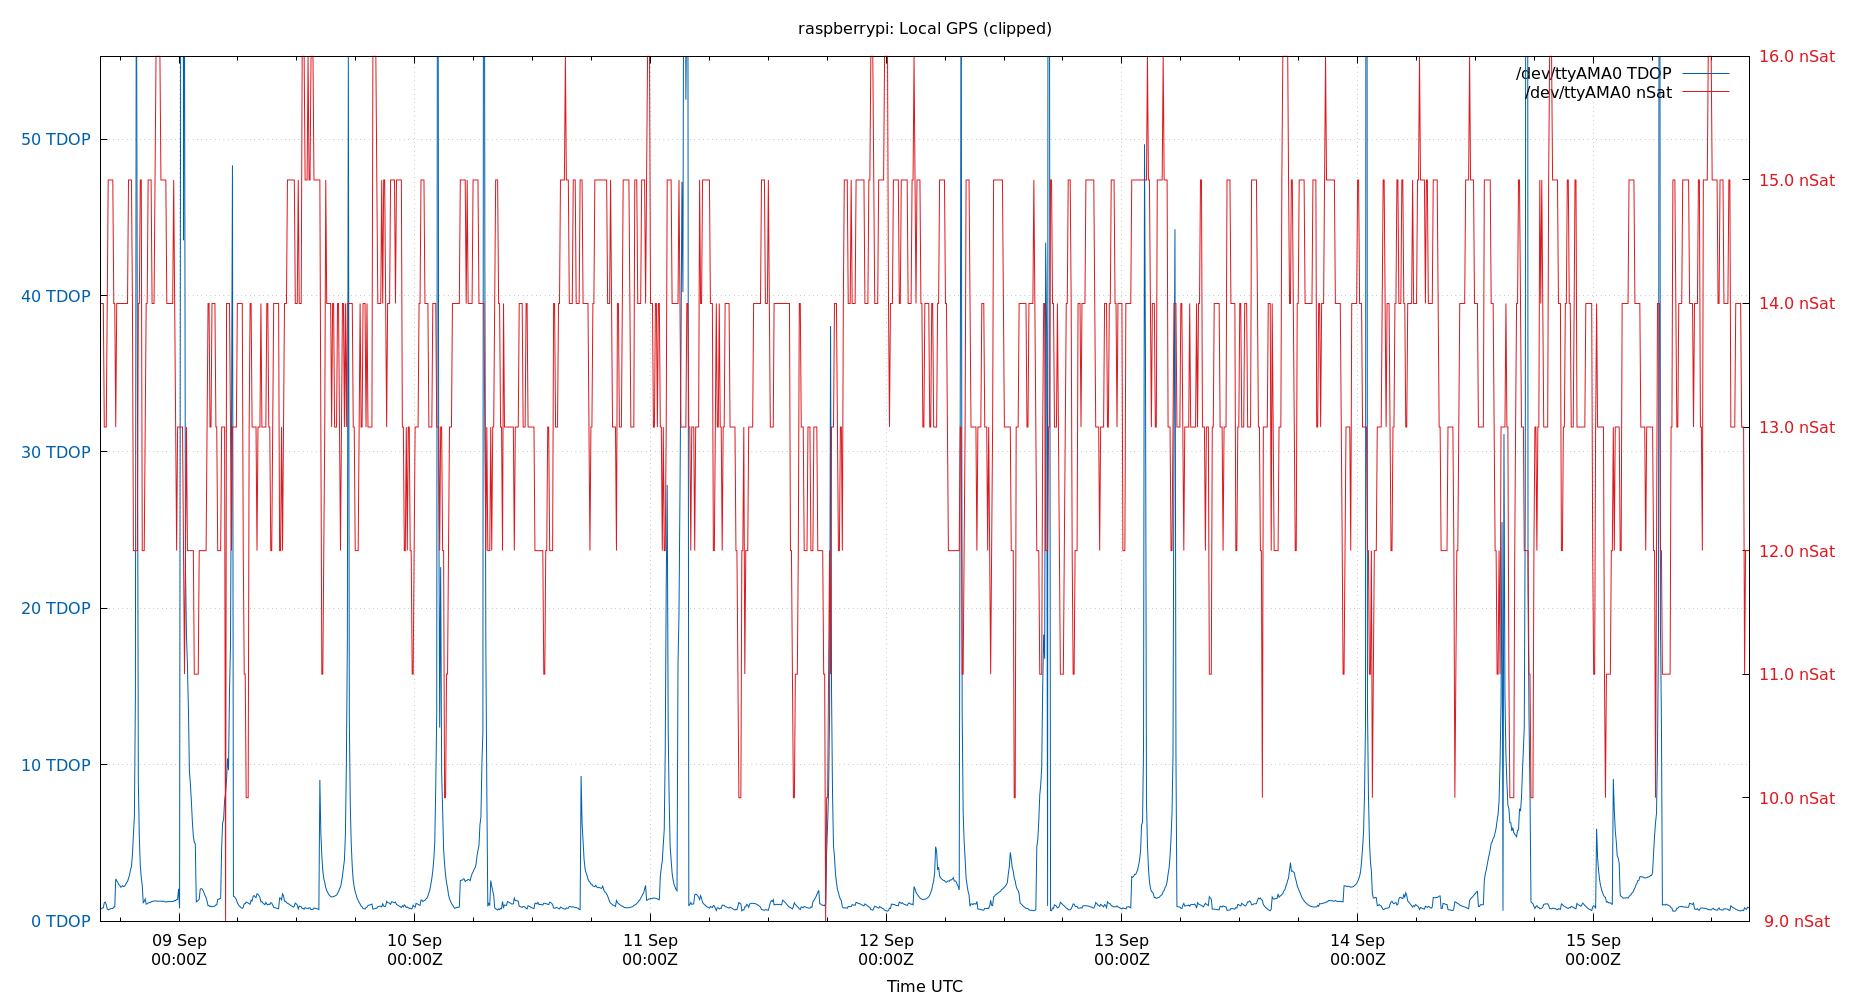 raspberrypi: Local GPS (clipped)
/dev/ttyAMA0 TDOP
/dev/ttyAMA0 nSat
50 TDOP
40 TDOP
30 TDOP
20 TDOP
10 TDOP
0 TDOP
16.0 nSat
15.0 nSat
14.0 nSat
13.0 nSat
12.0 nSat
11.0 nSat
10.0 nSat
9.0 nSat
09 Sep
00:00Z
10 Sep
00:00Z
11 Sep
00:00Z
12 Sep
00:00Z
13 Sep
00:00Z
14 Sep
00:00Z
15 Sep
00:00Z
Time UTC